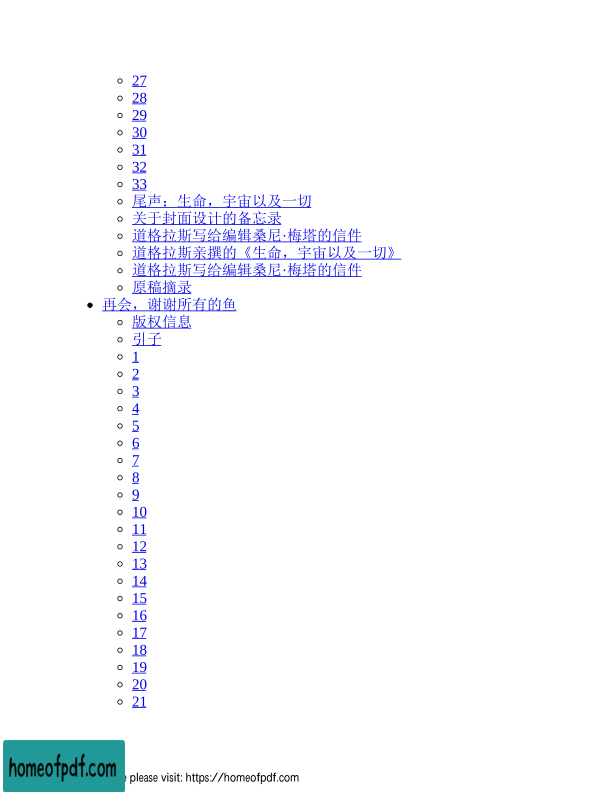 27
28
29
30
31
32
33
尾声：生命，宇宙以及一切
关于封面设计的备忘录
道格拉斯写给编辑桑尼·梅塔的信件
道格拉斯亲撰的《生命，宇宙以及一切》
道格拉斯写给编辑桑尼·梅塔的信件
原稿摘录
再会，谢谢所有的鱼
版权信息
引子
1
2
3
4
5
6
7
8
9
10
11
12
13
14
15
16
17
18
19
20
21
homeofpdf.com
e please visit: https://homeofpdf.com